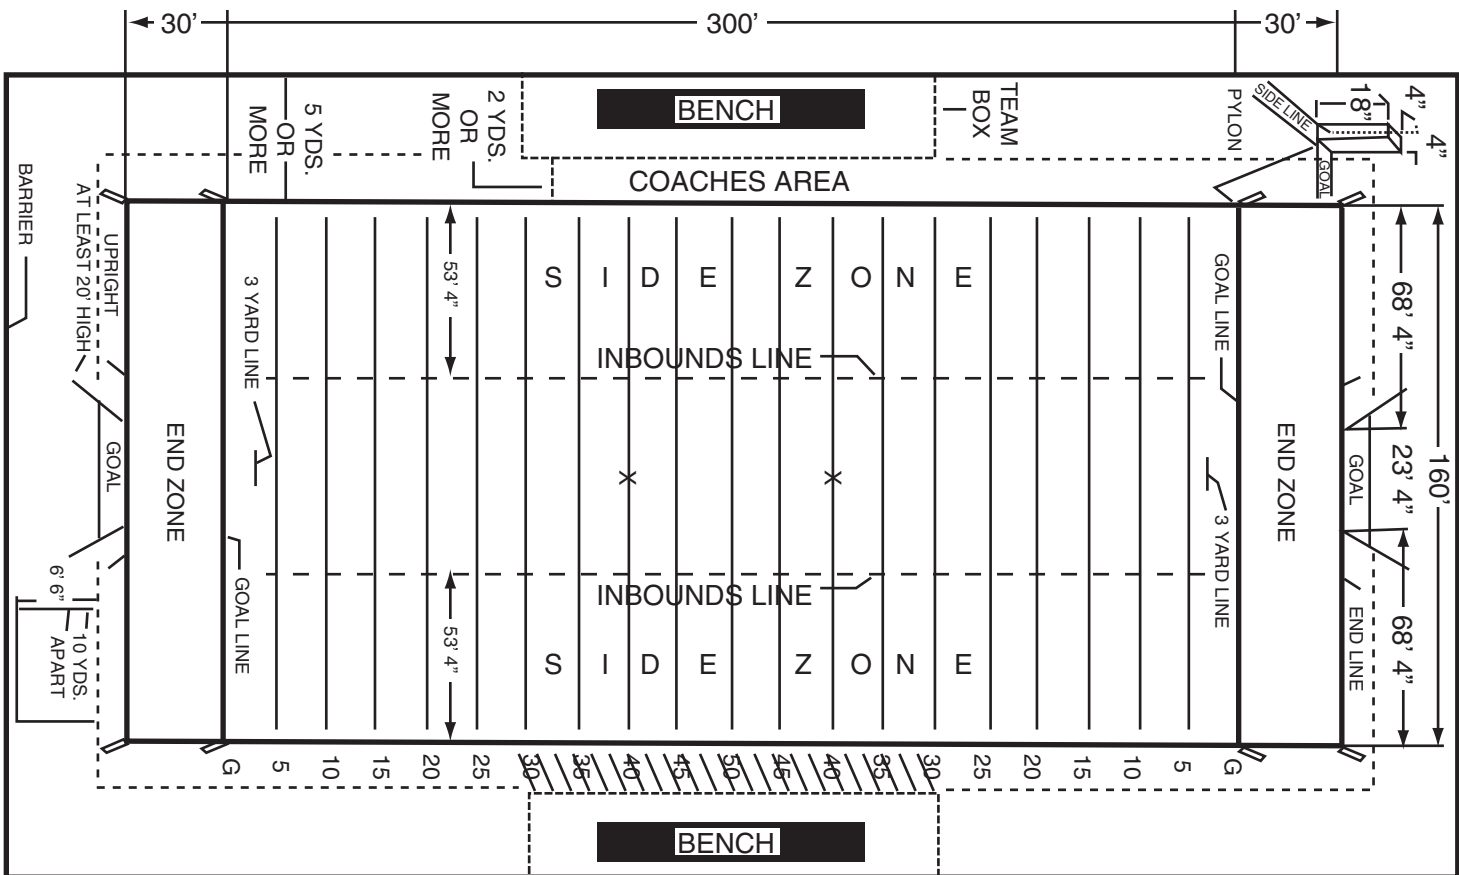 30’
300’
30’
5 YDS.
OR
MORE
2 YDS.
OR
MORE
BENCH
TEAM
BOX
PYLON
SIDE LINE
18”
4”
4”
GOAL
COACHES AREA
BARRIER
AT LEAST 20’ HIGH
UPRIGHT
3 YARD LINE
53’ 4”
SIDE ZONE
GOAL LINE
68’ 4”
INBOUNDS LINE
GOAL
END ZONE
X
X
END ZONE
GOAL
23’ 4”
160’
3 YARD LINE
6’ 6”
10 YDS.
APART
GOAL LINE
53’ 4”
INBOUNDS LINE
SIDE ZONE
END LINE
68’ 4”
G 5 10 15 20 25 30 35 40 45 50 45 40 35 30 25 20 15 10 5 G
BENCH